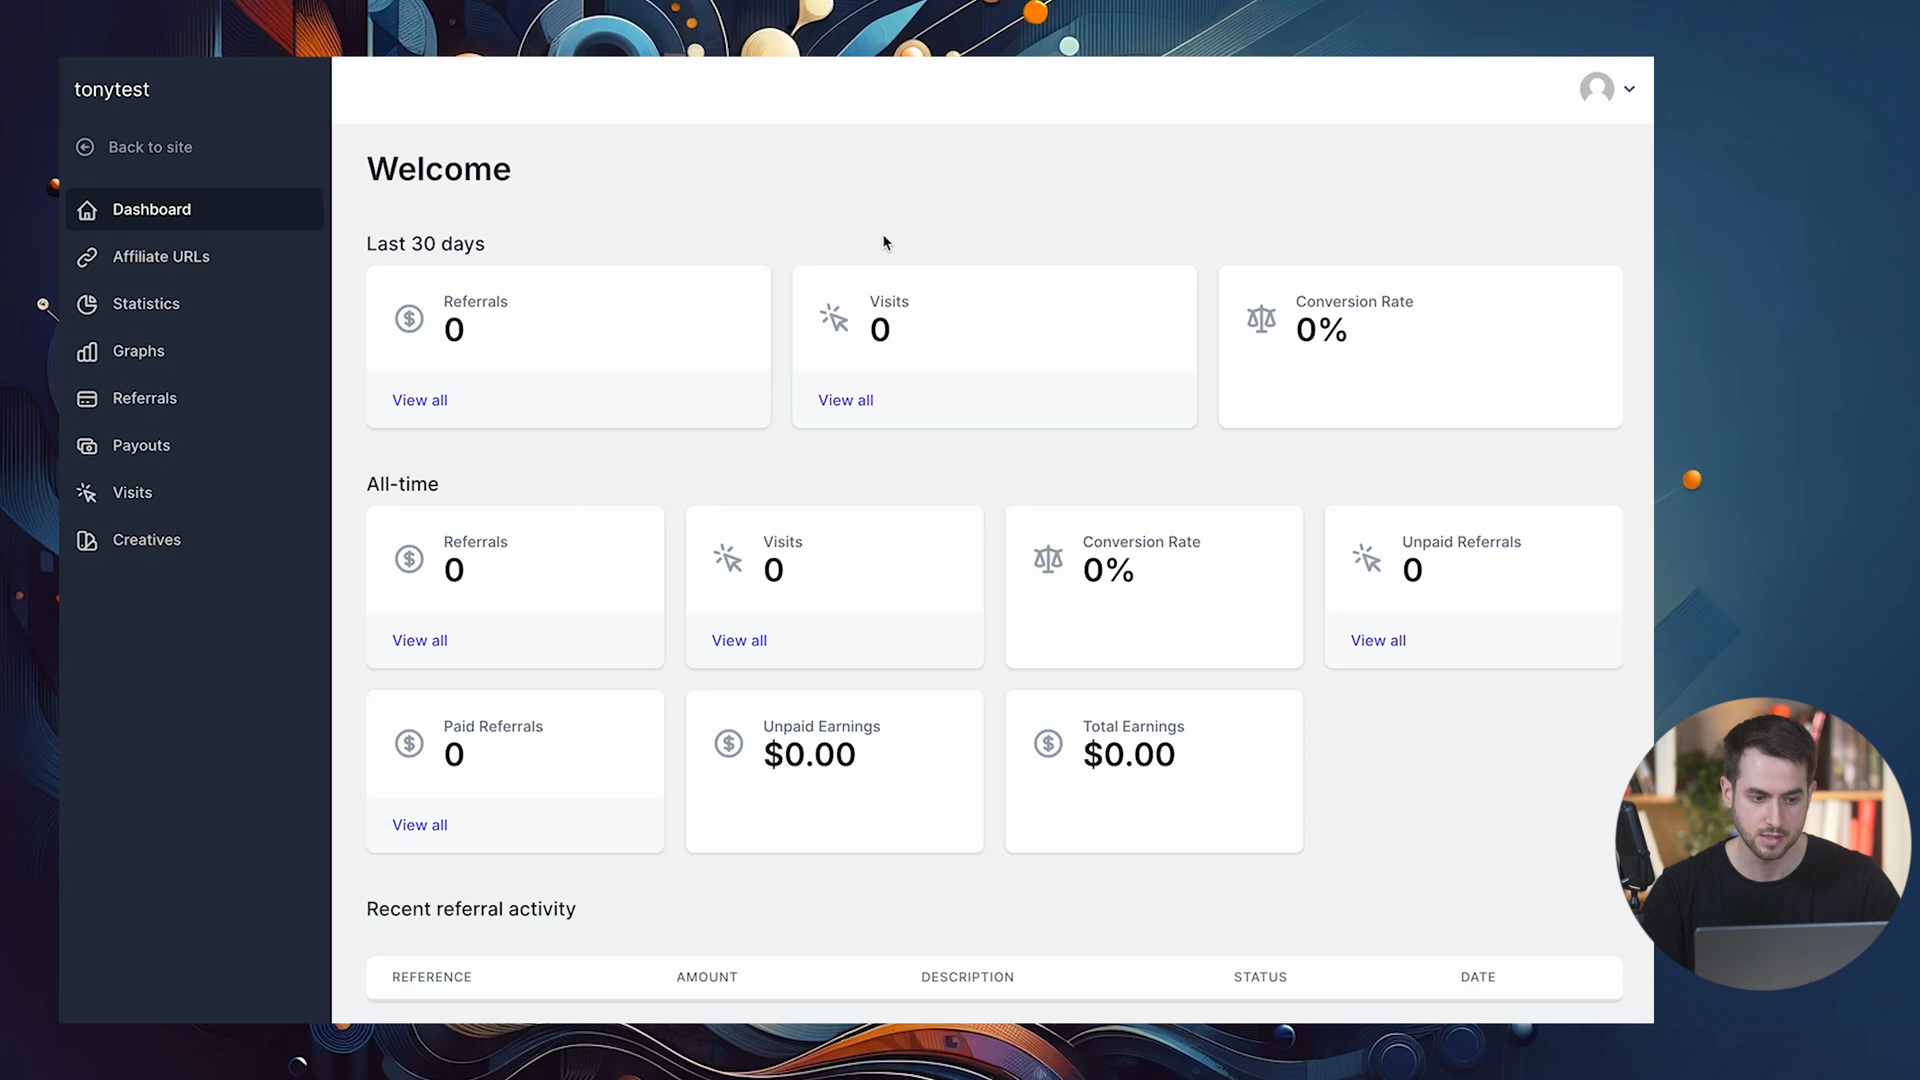 tonytest
Back to site
Dashboard
Affiliate URLs
Statistics
Graphs
Referrals
Payouts
Visits
Creatives
Welcome
Last 30 days
Referrals
0
View all
Visits
0
View all
Conversion Rate
0%
All-time
Referrals
0
View all
Visits
0
View all
Conversion Rate
0%
Unpaid Referrals
0
View all
Paid Referrals
0
View all
Unpaid Earnings
$0.00
Total Earnings
$0.00
Recent referral activity
REFERENCE AMOUNT DESCRIPTION STATUS DATE